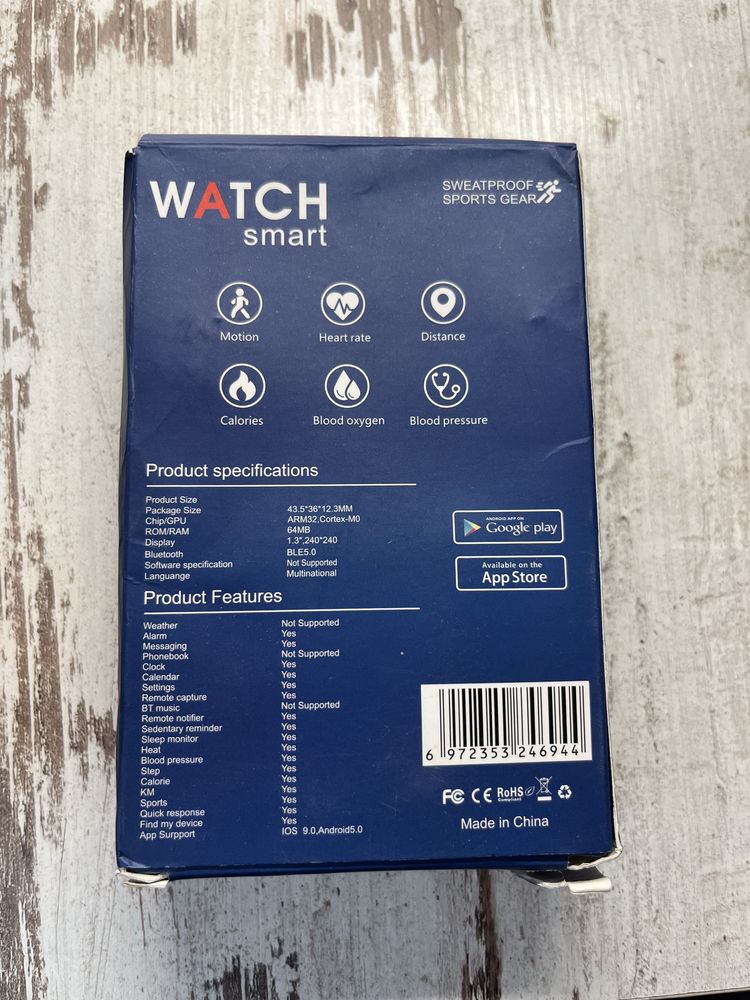 WATCH
smart
SWEATPROOF
SPORTS GEAR
Motion
Heart rate
Distance
Calories
Blood oxygen
Blood pressure
Product specifications
Product Size
Package Size 43.5*36*12.3MM
Chip/GPU ARM32,Cortex-M0
ROM/RAM 64MB
Display 1.3",240*240
Bluetooth BLE5.0
Software specification Not Supported
Languange Multinational
ANDROID APP ON
Google play
Available on the
App Store
Product Features
Weather Not Supported
Alarm Yes
Messaging Yes
Phonebook Not Supported
Clock Yes
Calendar Yes
Settings Yes
Remote capture Yes
BT music Not Supported
Remote notifier Yes
Sedentary reminder Yes
Sleep monitor Yes
Heat Yes
Blood pressure Yes
Step Yes
Calorie Yes
KM Yes
Sports Yes
Quick response Yes
Find my device Yes
App Surpport IOS 9.0,Android5.0
6 972353 246944
FC CE RoHS
Compliant
Made in China